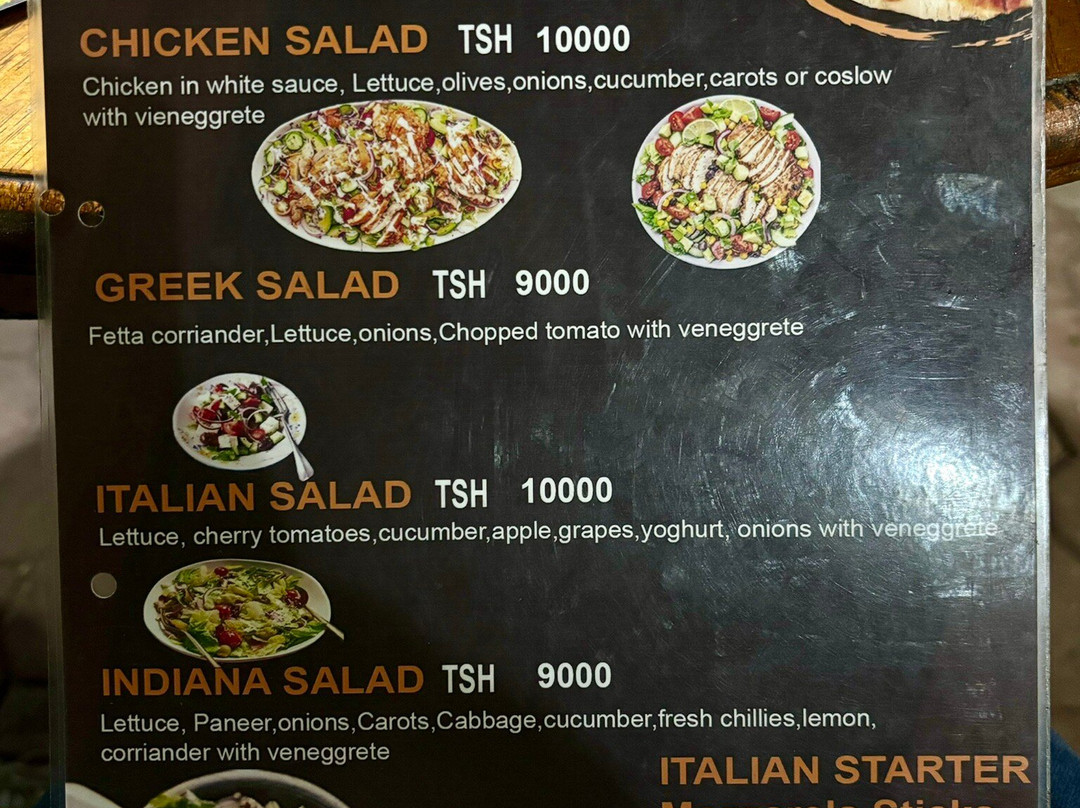 CHICKEN SALAD TSH 10000
Chicken in white sauce, Lettuce,olives,onions,cucumber,carots or coslow
with vieneggrete
GREEK SALAD TSH 9000
Fetta corriander,Lettuce,onions,Chopped tomato with veneggrete
ITALIAN SALAD TSH 10000
Lettuce, cherry tomatoes,cucumber,apple,grapes,yoghurt, onions with veneggrete
INDIANA SALAD TSH 9000
Lettuce, Paneer,onions,Carots,Cabbage,cucumber,fresh chillies,lemon,
corriander with veneggrete
ITALIAN STARTER